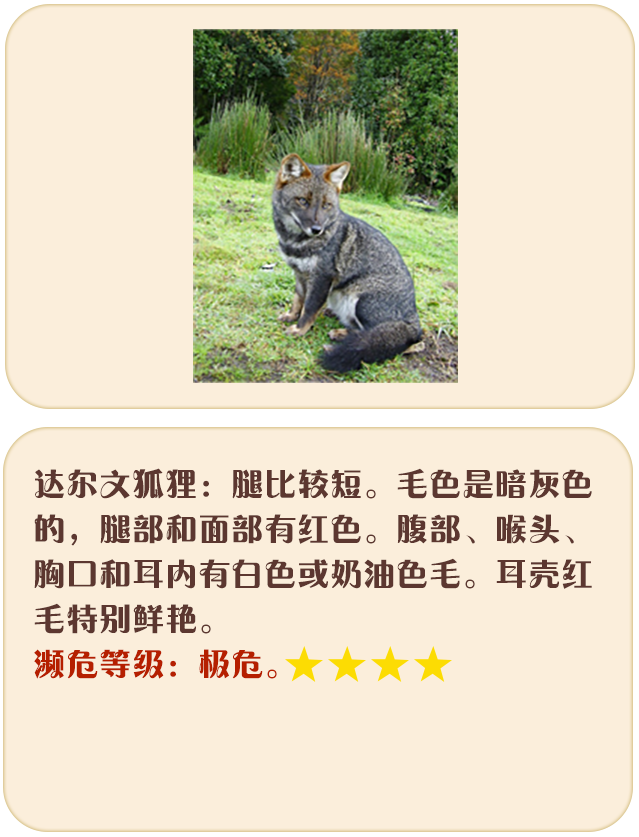 达尔文狐狸：腿比较短。毛色是暗灰色
的，腿部和面部有红色。腹部、喉头、
胸口和耳内有白色或奶油色毛。耳壳红
毛特别鲜艳。
濒危等级：极危。★★★★